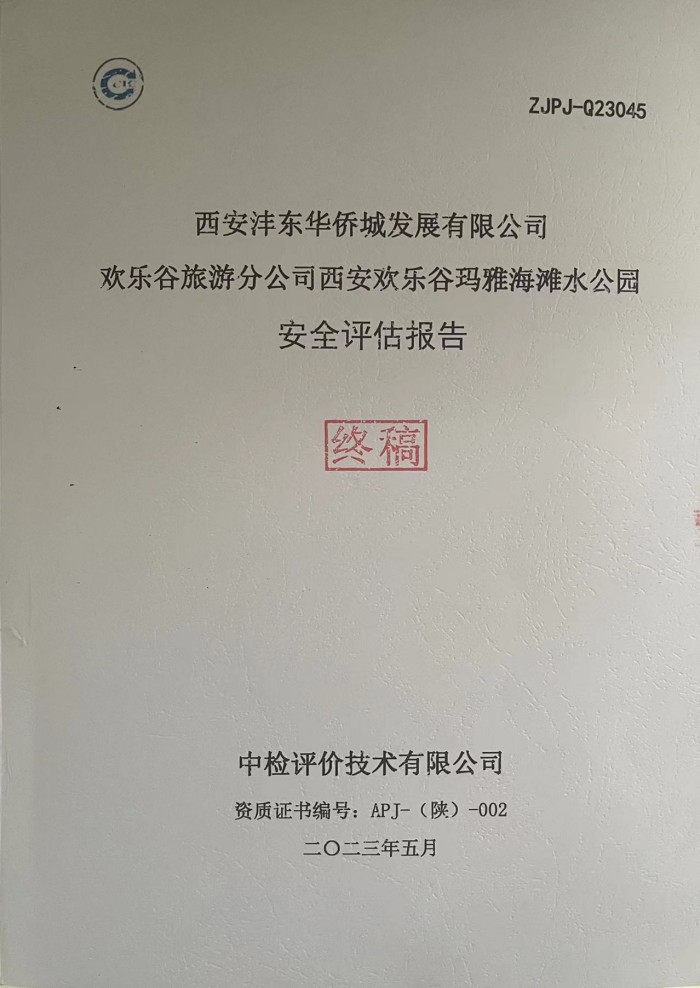 ZJPJ-Q23045
西安沣东华侨城发展有限公司
欢乐谷旅游分公司西安欢乐谷玛雅海滩水公园
安全评估报告
终稿
中检评价技术有限公司
资质证书编号：APJ-（陕）-002
二〇二三年五月